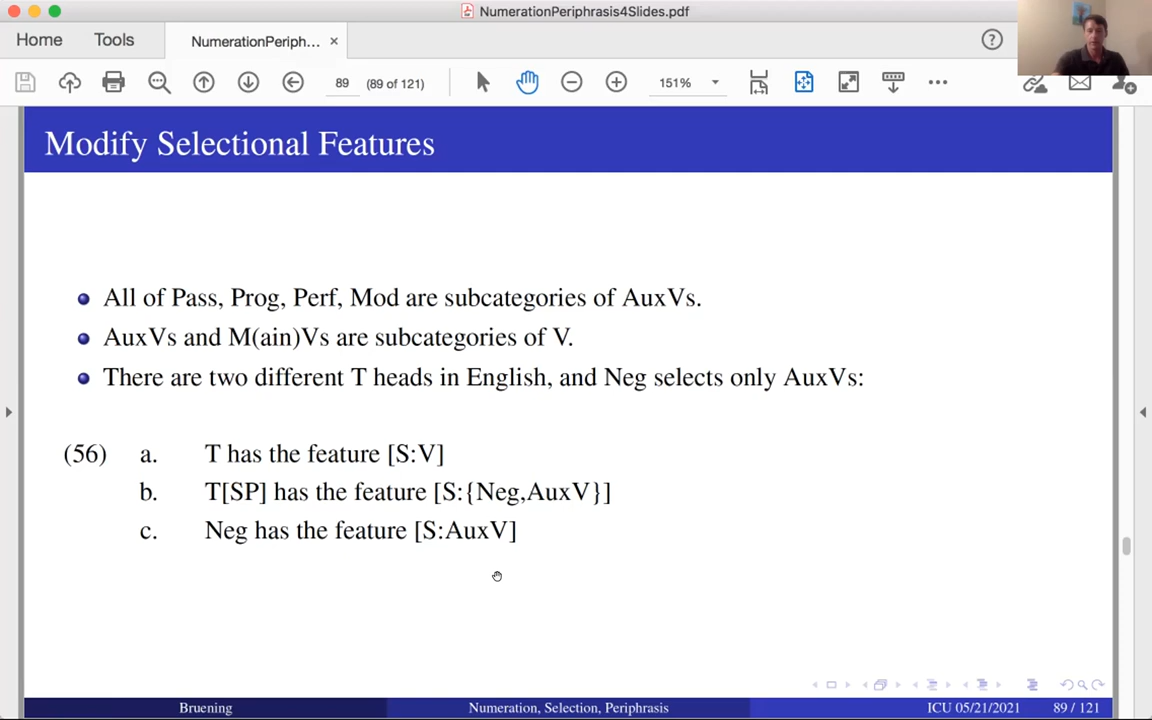 NumerationPeriphrasis4Slides.pdf
Home Tools NumerationPeriph... ×
89 (89 of 121) 151%
Modify Selectional Features
All of Pass, Prog, Perf, Mod are subcategories of AuxVs.
AuxVs and M(ain)Vs are subcategories of V.
There are two different T heads in English, and Neg selects only AuxVs:
(56) a. T has the feature [S:V]
b. T[SP] has the feature [S:{Neg,AuxV}]
c. Neg has the feature [S:AuxV]
Bruening Numeration, Selection, Periphrasis ICU 05/21/2021 89 / 121